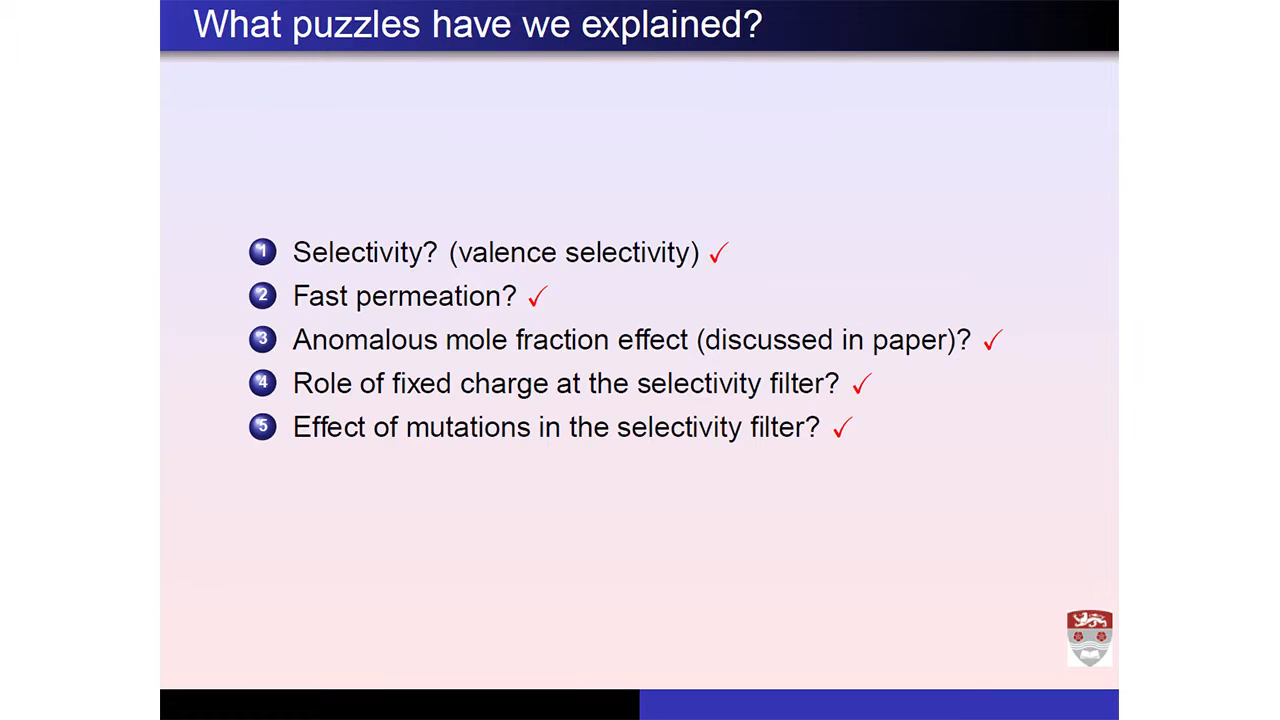 What puzzles have we explained?
1 Selectivity? (valence selectivity) ✓
2 Fast permeation? ✓
3 Anomalous mole fraction effect (discussed in paper)? ✓
4 Role of fixed charge at the selectivity filter? ✓
5 Effect of mutations in the selectivity filter? ✓